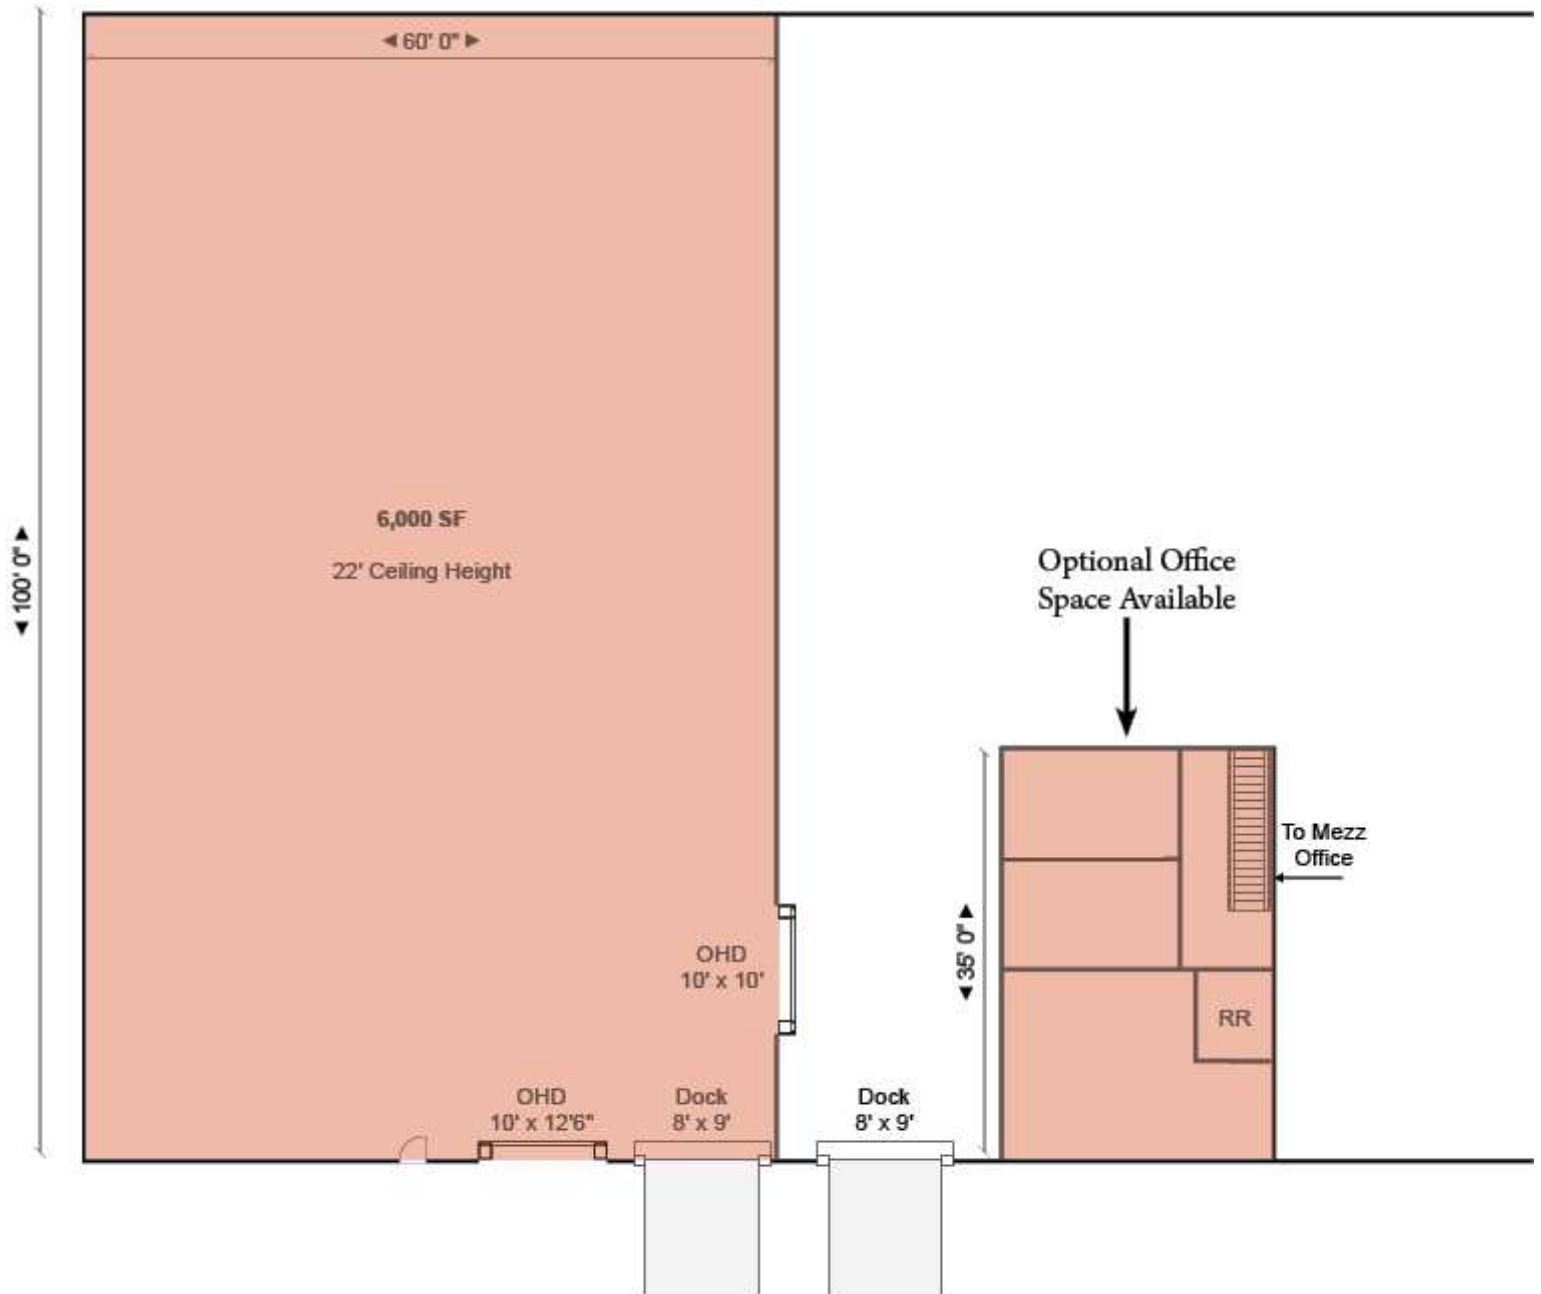 ◄ 60' 0" ►
◄ 100' 0" ►
6,000 SF
22' Ceiling Height
Optional Office
Space Available
To Mezz
Office
◄ 35' 0" ►
OHD
10' x 10'
RR
OHD
10' x 12'6"
Dock
8' x 9'
Dock
8' x 9'